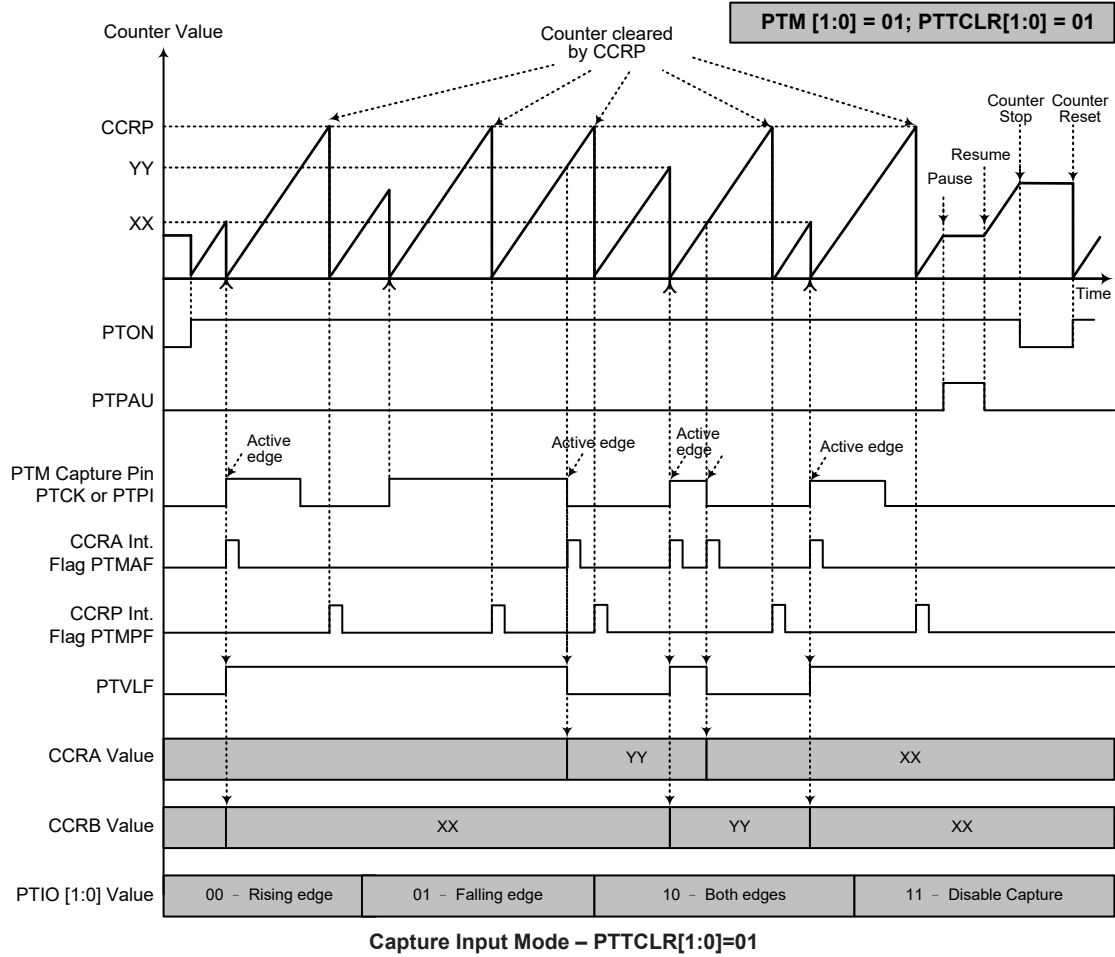 PTM [1:0] = 01; PTTCLR[1:0] = 01
Counter Value
Counter cleared
by CCRP
Counter
Stop
Counter
Reset
CCRP
YY
Resume
Pause
XX
Time
PTON
PTPAU
Active
edge
Active edge
Active
edge
Active edge
PTM Capture Pin
PTCK or PTPI
CCRA Int.
Flag PTMAF
CCRP Int.
Flag PTMPF
PTVLF
CCRA Value
YY
XX
CCRB Value
XX
YY
XX
PTIO [1:0] Value
00 – Rising edge
01 – Falling edge
10 – Both edges
11 – Disable Capture
Capture Input Mode – PTTCLR[1:0]=01